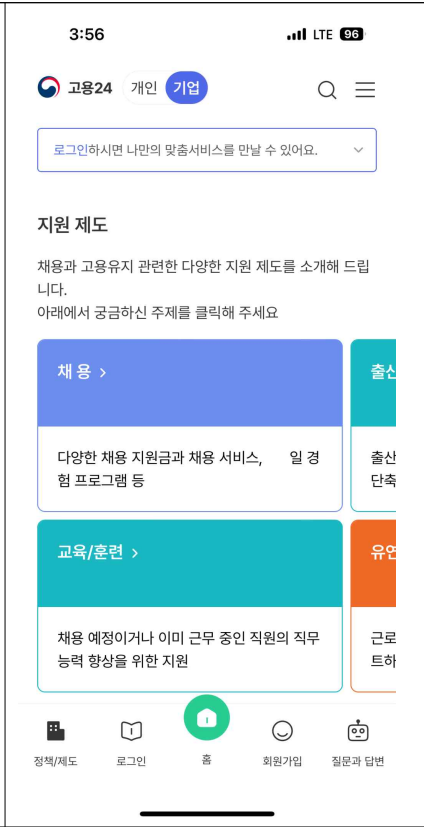 3:56 LTE 96
고용24 개인 기업
로그인하시면 나만의 맞춤서비스를 만날 수 있어요.
지원 제도
채용과 고용유지 관련한 다양한 지원 제도를 소개해 드립
니다.
아래에서 궁금하신 주제를 클릭해 주세요
채 용 >
다양한 채용 지원금과 채용 서비스, 일 경
험 프로그램 등
출산
출산
단축
교육/훈련 >
채용 예정이거나 이미 근무 중인 직원의 직무
능력 향상을 위한 지원
유연
근로
트하
정책/제도 로그인 홈 회원가입 질문과 답변